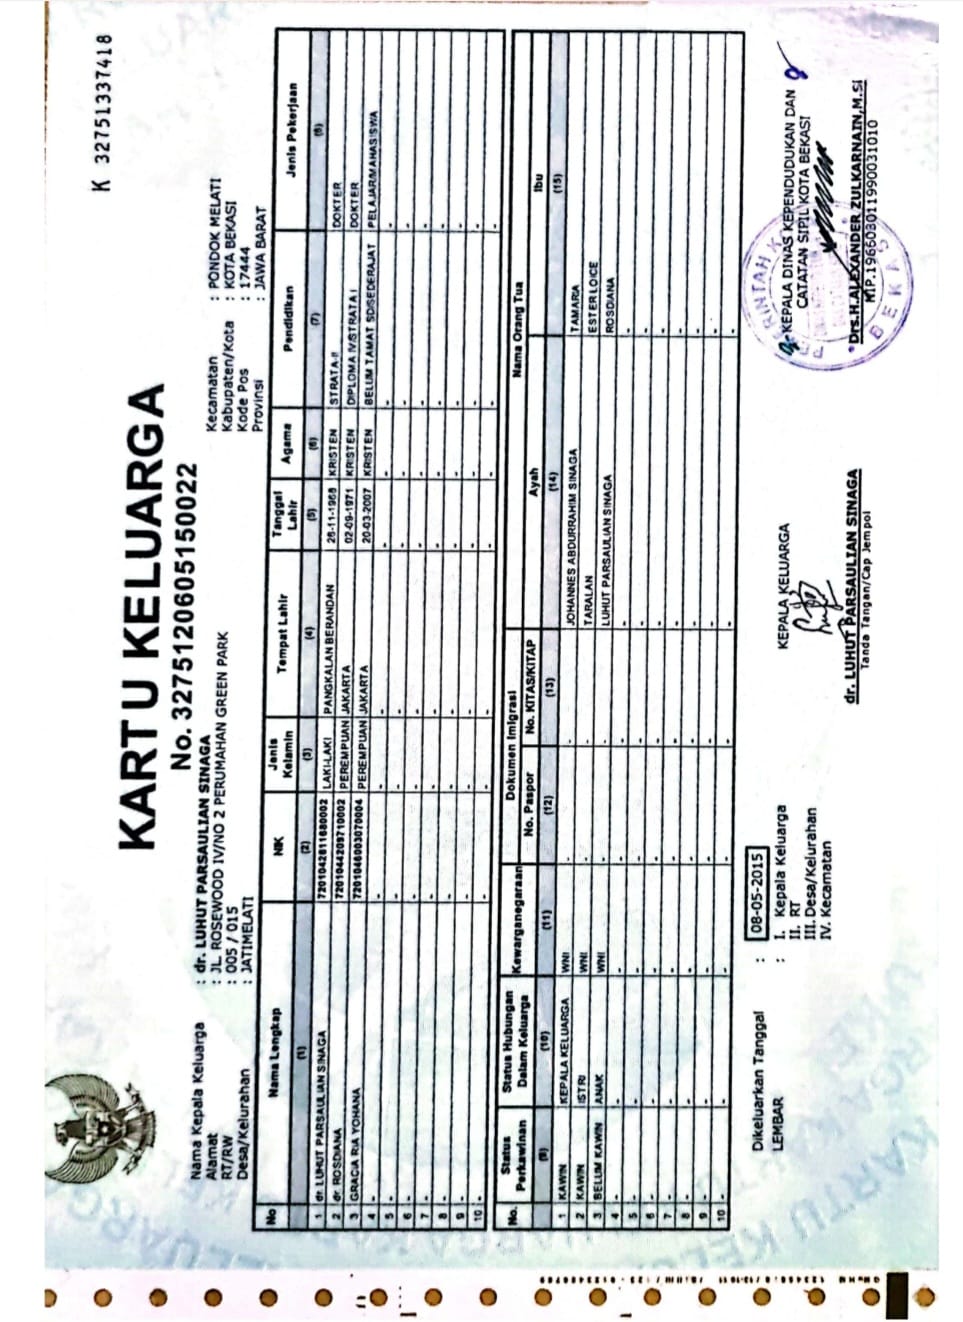 K 32751337418
KARTU KELUARGA
No. 3275120605150022
Nama Kepala Keluarga : dr. LUHUT PARSAULIAN SINAGA
Alamat : JL. ROSEWOOD IV/NO 2 PERUMAHAN GREEN PARK
RT/RW : 005 / 015
Desa/Kelurahan : JATIMELATI
Kecamatan : PONDOK MELATI
Kabupaten/Kota : KOTA BEKASI
Kode Pos : 17444
Provinsi : JAWA BARAT
No Nama Lengkap NIK Jenis Kelamin Tempat Lahir Tanggal Lahir Agama Pendidikan Jenis Pekerjaan
(1) (2) (3) (4) (5) (6) (7) (8)
1 dr. LUHUT PARSAULIAN SINAGA 7201042811680002 LAKI-LAKI PANGKALAN BERANDAN KRISTEN STRATA-II DOKTER
2 dr. ROSDIANA 7201044209710002 PEREMPUAN JAKARTA 02-09-1971 KRISTEN DIPLOMA IV/STRATA I DOKTER
3 GRACIA RIA YOHANA 7201046003070004 PEREMPUAN JAKARTA 20-03-2007 KRISTEN BELUM TAMAT SD/SEDERAJAT PELAJAR/MAHASISWA
4 - - - - - - - -
5 - - - - - - - -
6 - - - - - - - -
7 - - - - - - - -
8 - - - - - - - -
9 - - - - - - - -
10 - - - - - - - -
No. Status Perkawinan Status Hubungan Dalam Keluarga Kewarganegaraan Dokumen Imigrasi Nama Orang Tua
No. Paspor No. KITAS/KITAP Ayah Ibu
(9) (10) (11) (12) (13) (14) (15)
1 KAWIN KEPALA KELUARGA WNI - - JOHANNES ABDURRAHIM SINAGA TAMARIA
2 KAWIN ISTRI WNI - - TARALAN ESTER LOICE
3 BELUM KAWIN ANAK WNI - - LUHUT PARSAULIAN SINAGA ROSDIANA
4 - - - - - - -
5 - - - - - - -
6 - - - - - - -
7 - - - - - - -
8 - - - - - - -
9 - - - - - - -
10 - - - - - - -
Dikeluarkan Tanggal : 08-05-2015
LEMBAR : I. Kepala Keluarga
II. RT
III. Desa/Kelurahan
IV. Kecamatan
KEPALA KELUARGA
dr. LUHUT PARSAULIAN SINAGA
Tanda Tangan/Cap Jempol
KEPALA DINAS KEPENDUDUKAN DAN
CATATAN SIPIL KOTA BEKASI
Drs.H.ALEXANDER ZULKARNAIN,M.Si
NIP.196603011990031010